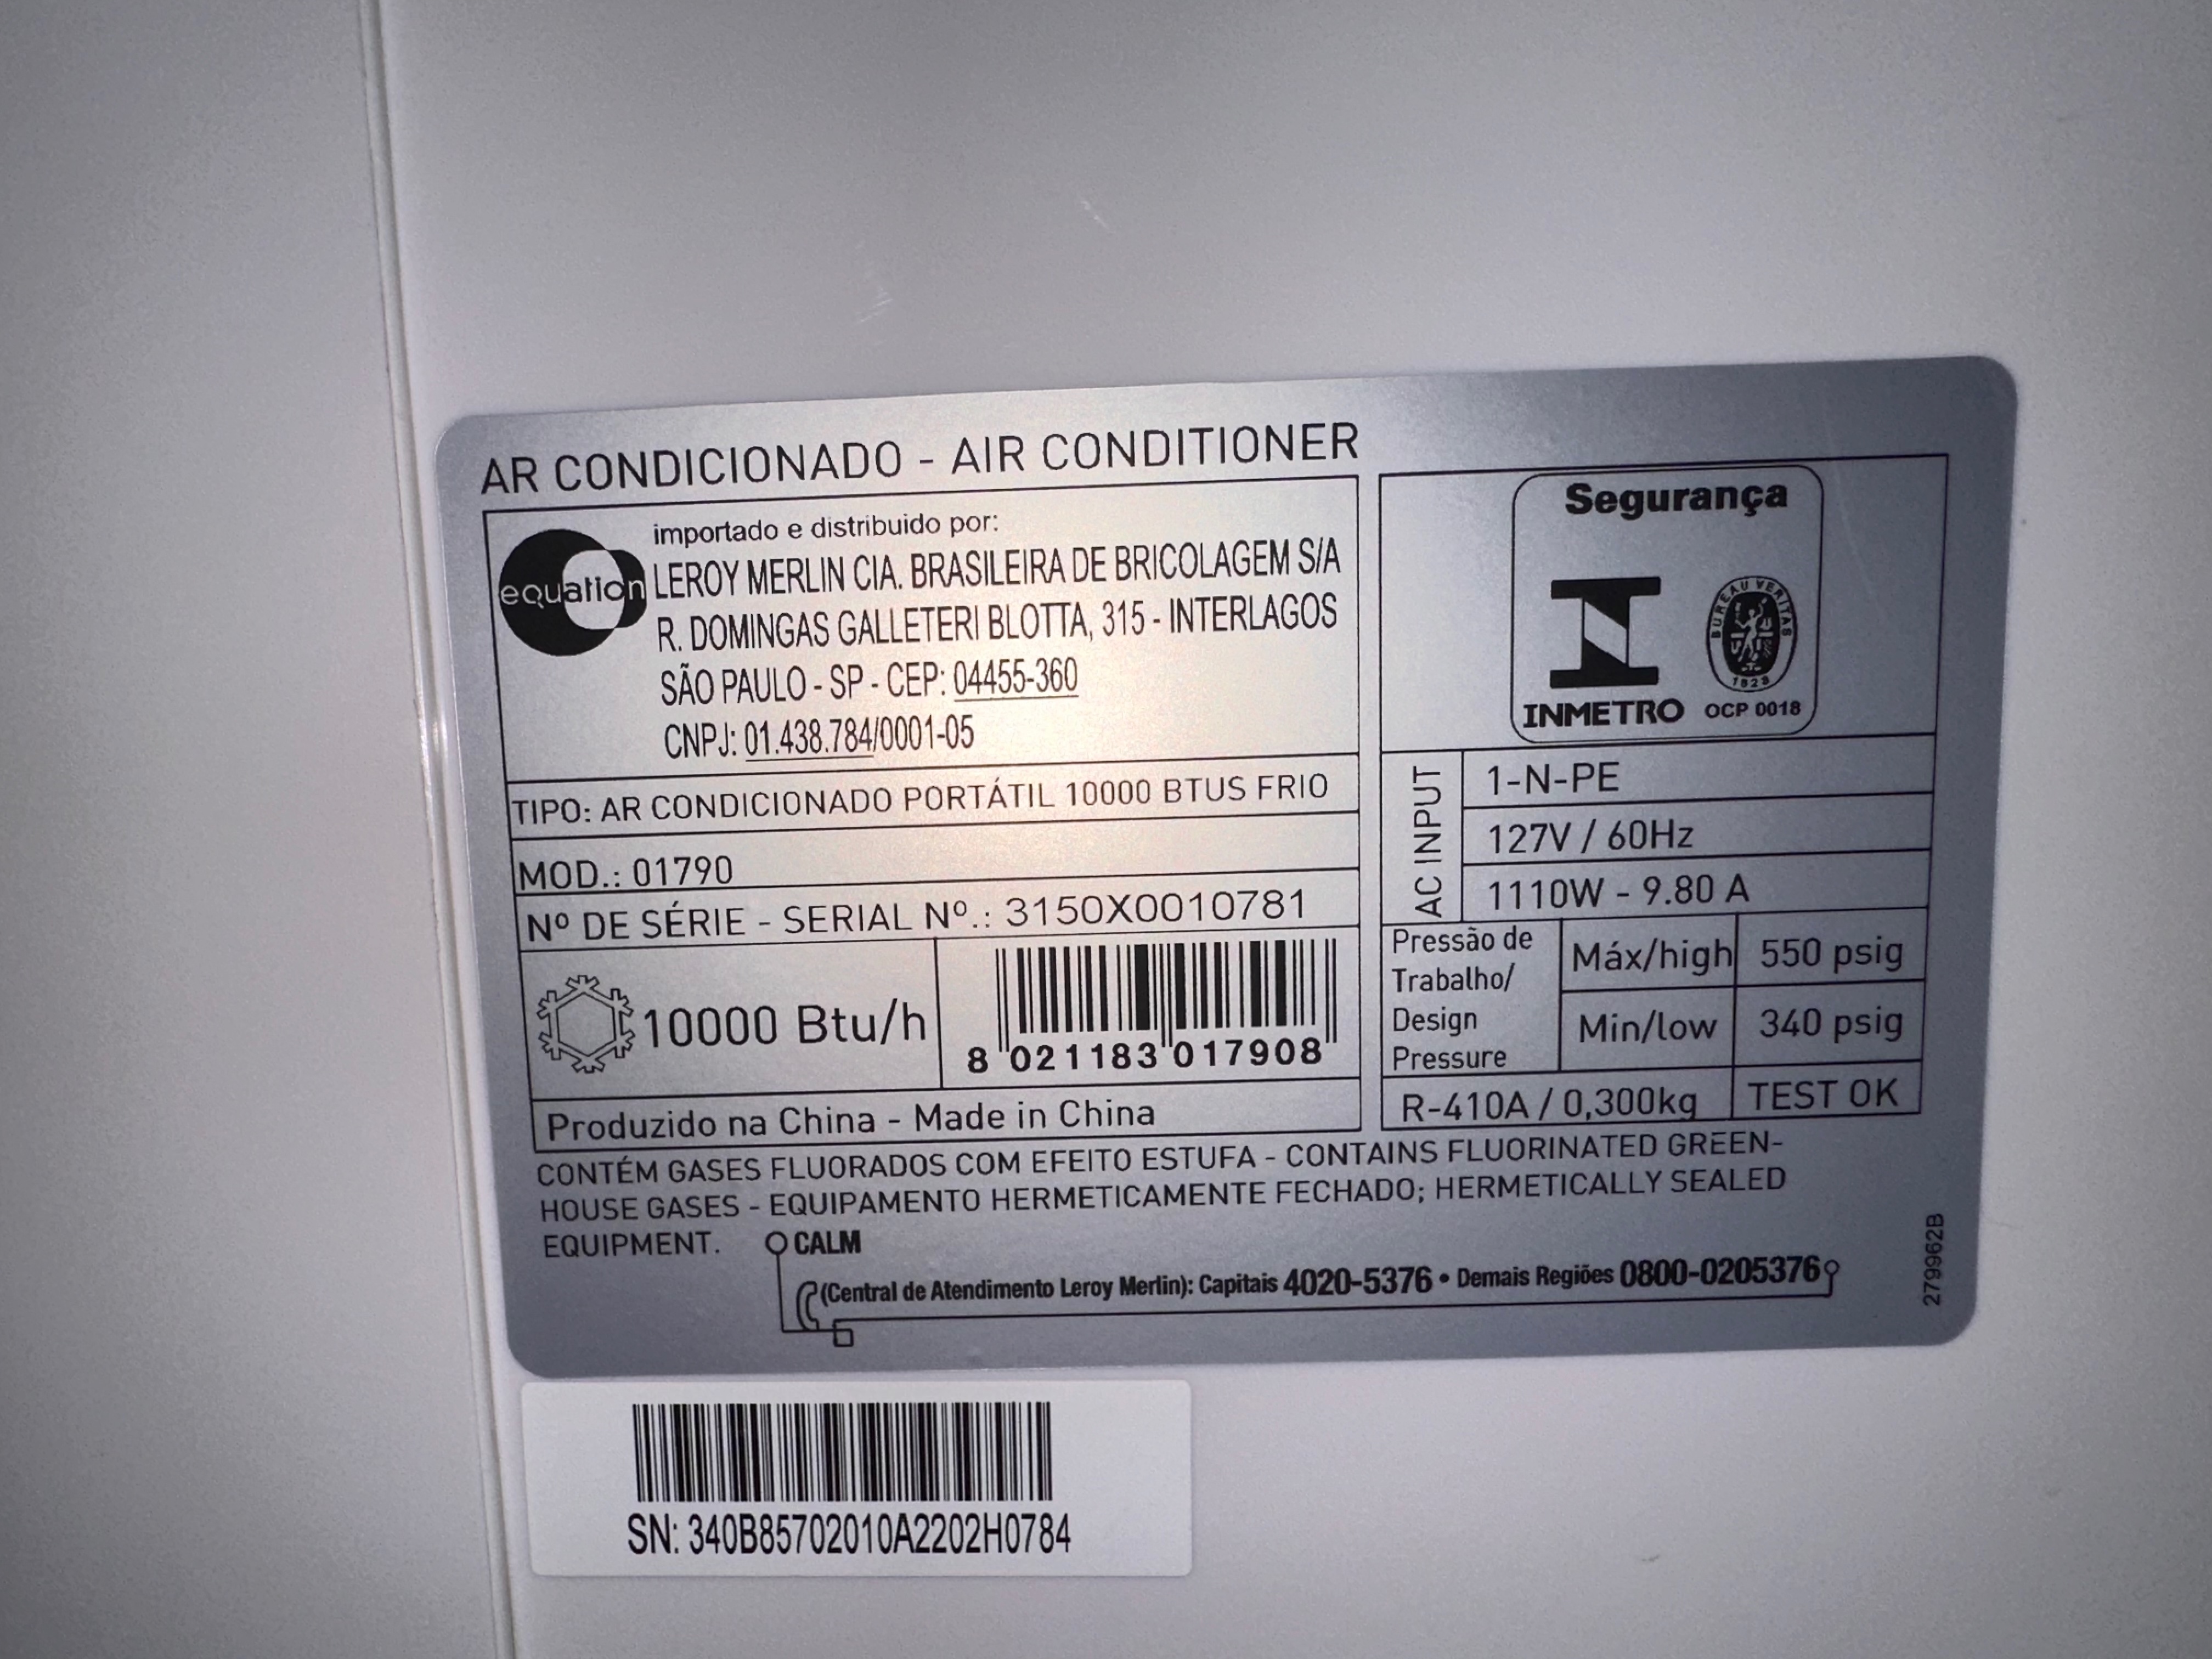 AR CONDICIONADO - AIR CONDITIONER
equation
importado e distribuido por:
LEROY MERLIN CIA. BRASILEIRA DE BRICOLAGEM S/A
R. DOMINGAS GALLETERI BLOTTA, 315 - INTERLAGOS
SÃO PAULO - SP - CEP: 04455-360
CNPJ: 01.438.784/0001-05
TIPO: AR CONDICIONADO PORTÁTIL 10000 BTUS FRIO
MOD.: 01790
Nº DE SÉRIE - SERIAL Nº.: 3150X0010781
10000 Btu/h
8 021183 017908
Produzido na China - Made in China
Segurança
BUREAU VERITAS
1828
INMETRO OCP 0018
AC INPUT
1-N-PE
127V / 60Hz
1110W - 9.80 A
Pressão de
Trabalho/
Design
Pressure
Máx/high 550 psig
Min/low 340 psig
R-410A / 0,300kg TEST OK
CONTÉM GASES FLUORADOS COM EFEITO ESTUFA - CONTAINS FLUORINATED GREEN-
HOUSE GASES - EQUIPAMENTO HERMETICAMENTE FECHADO; HERMETICALLY SEALED
EQUIPMENT.
CALM
(Central de Atendimento Leroy Merlin): Capitais 4020-5376 • Demais Regiões 0800-0205376
279962B
SN: 340B85702010A2202H0784